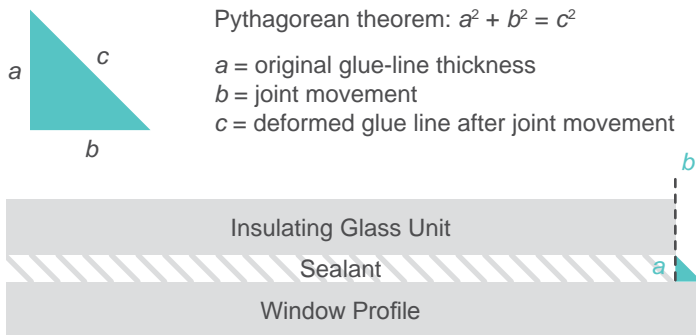 Pythagorean theorem: a² + b² = c²
a
c
b
a = original glue-line thickness
b = joint movement
c = deformed glue line after joint movement
b
Insulating Glass Unit
Sealant
a
Window Profile